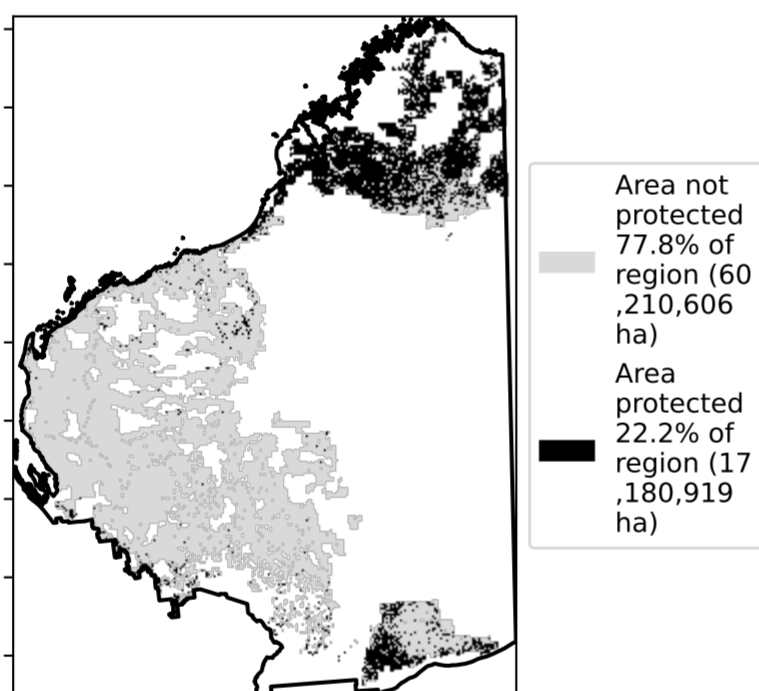 Area not
protected
77.8% of
region (60
,210,606
ha)
Area
protected
22.2% of
region (17
,180,919
ha)